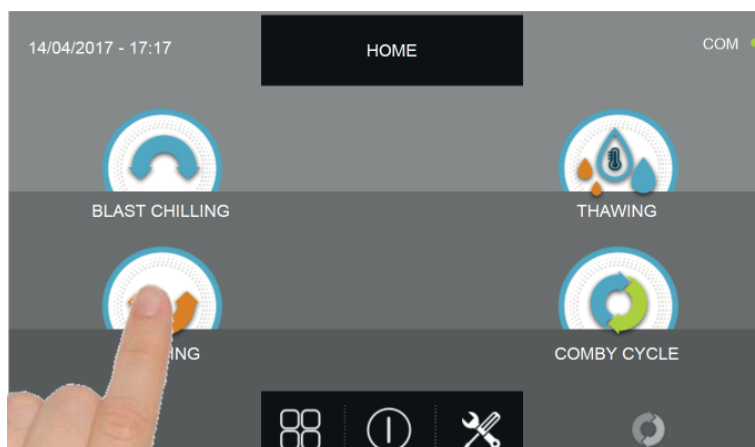 14/04/2017 - 17:17
HOME
COM
BLAST CHILLING
THAWING
COMBY CYCLE